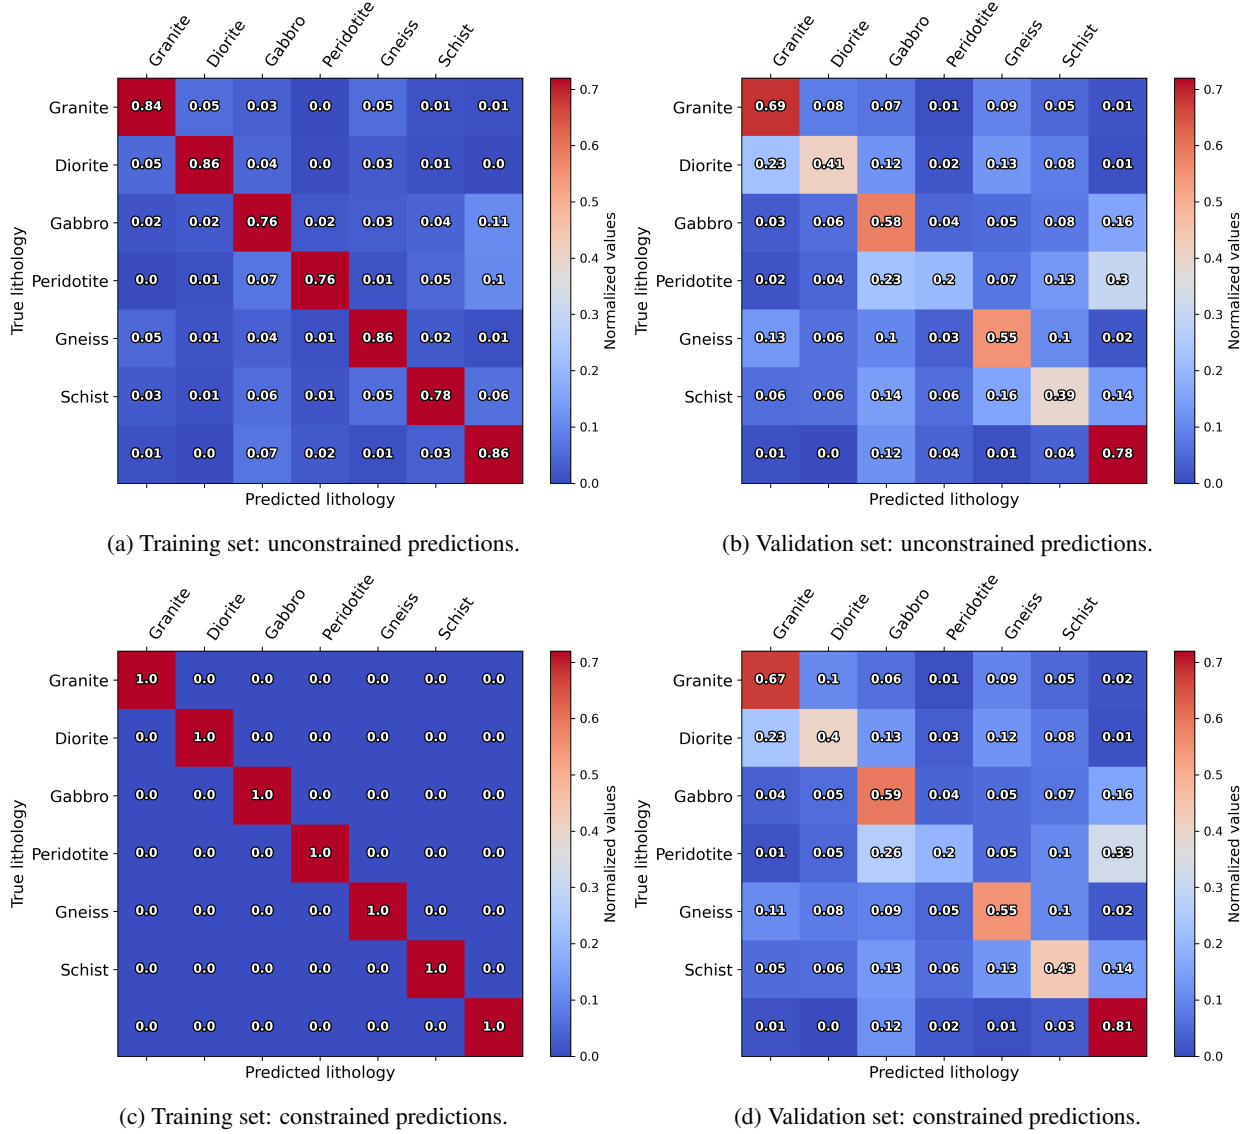 Granite Diorite Gabbro Peridotite Gneiss Schist
True lithology
Granite 0.84 0.05 0.03 0.0 0.05 0.01 0.01
Diorite 0.05 0.86 0.04 0.0 0.03 0.01 0.0
Gabbro 0.02 0.02 0.76 0.02 0.03 0.04 0.11
Peridotite 0.0 0.01 0.07 0.76 0.01 0.05 0.1
Gneiss 0.05 0.01 0.04 0.01 0.86 0.02 0.01
Schist 0.03 0.01 0.06 0.01 0.05 0.78 0.06
0.01 0.0 0.07 0.02 0.01 0.03 0.86
Predicted lithology
0.7
0.6
0.5
0.4
0.3
0.2
0.1
0.0
Normalized values
(a) Training set: unconstrained predictions.
Granite Diorite Gabbro Peridotite Gneiss Schist
True lithology
Granite 0.69 0.08 0.07 0.01 0.09 0.05 0.01
Diorite 0.23 0.41 0.12 0.02 0.13 0.08 0.01
Gabbro 0.03 0.06 0.58 0.04 0.05 0.08 0.16
Peridotite 0.02 0.04 0.23 0.2 0.07 0.13 0.3
Gneiss 0.13 0.06 0.1 0.03 0.55 0.1 0.02
Schist 0.06 0.06 0.14 0.06 0.16 0.39 0.14
0.01 0.0 0.12 0.04 0.01 0.04 0.78
Predicted lithology
0.7
0.6
0.5
0.4
0.3
0.2
0.1
0.0
Normalized values
(b) Validation set: unconstrained predictions.
Granite Diorite Gabbro Peridotite Gneiss Schist
True lithology
Granite 1.0 0.0 0.0 0.0 0.0 0.0 0.0
Diorite 0.0 1.0 0.0 0.0 0.0 0.0 0.0
Gabbro 0.0 0.0 1.0 0.0 0.0 0.0 0.0
Peridotite 0.0 0.0 0.0 1.0 0.0 0.0 0.0
Gneiss 0.0 0.0 0.0 0.0 1.0 0.0 0.0
Schist 0.0 0.0 0.0 0.0 0.0 1.0 0.0
0.0 0.0 0.0 0.0 0.0 0.0 1.0
Predicted lithology
0.7
0.6
0.5
0.4
0.3
0.2
0.1
0.0
Normalized values
(c) Training set: constrained predictions.
Granite Diorite Gabbro Peridotite Gneiss Schist
True lithology
Granite 0.67 0.1 0.06 0.01 0.09 0.05 0.02
Diorite 0.23 0.4 0.13 0.03 0.12 0.08 0.01
Gabbro 0.04 0.05 0.59 0.04 0.05 0.07 0.16
Peridotite 0.01 0.05 0.26 0.2 0.05 0.1 0.33
Gneiss 0.11 0.08 0.09 0.05 0.55 0.1 0.02
Schist 0.05 0.06 0.13 0.06 0.13 0.43 0.14
0.01 0.0 0.12 0.02 0.01 0.03 0.81
Predicted lithology
0.7
0.6
0.5
0.4
0.3
0.2
0.1
0.0
Normalized values
(d) Validation set: constrained predictions.